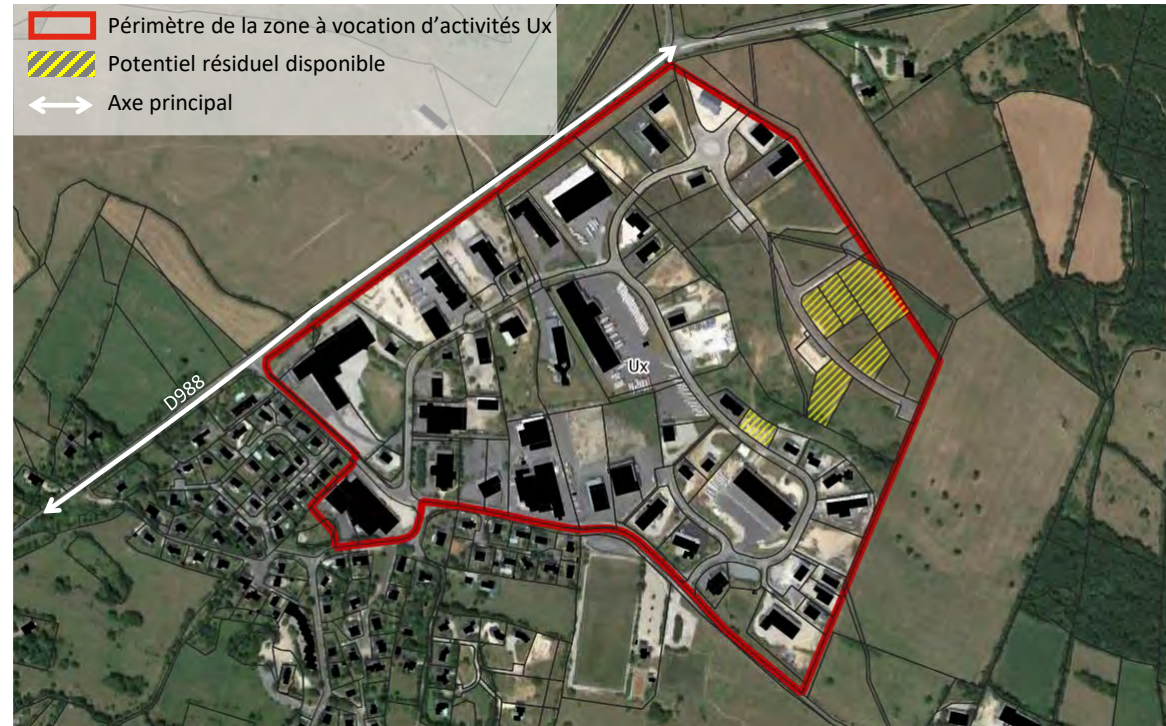 Périmètre de la zone à vocation d’activités Ux
Potentiel résiduel disponible
Axe principal
Ux
D988